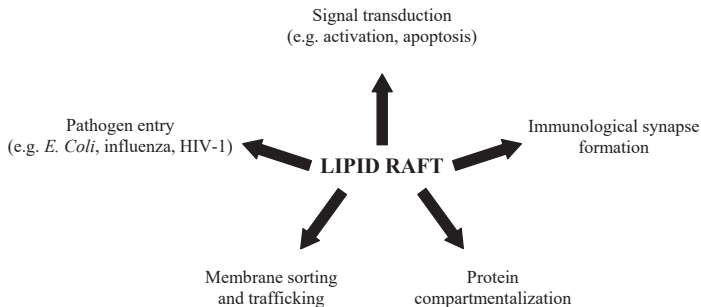 Signal transduction
(e.g. activation, apoptosis)
Pathogen entry
(e.g. E. Coli, influenza, HIV-1)
Immunological synapse
formation
LIPID RAFT
Membrane sorting
and trafficking
Protein
compartmentalization